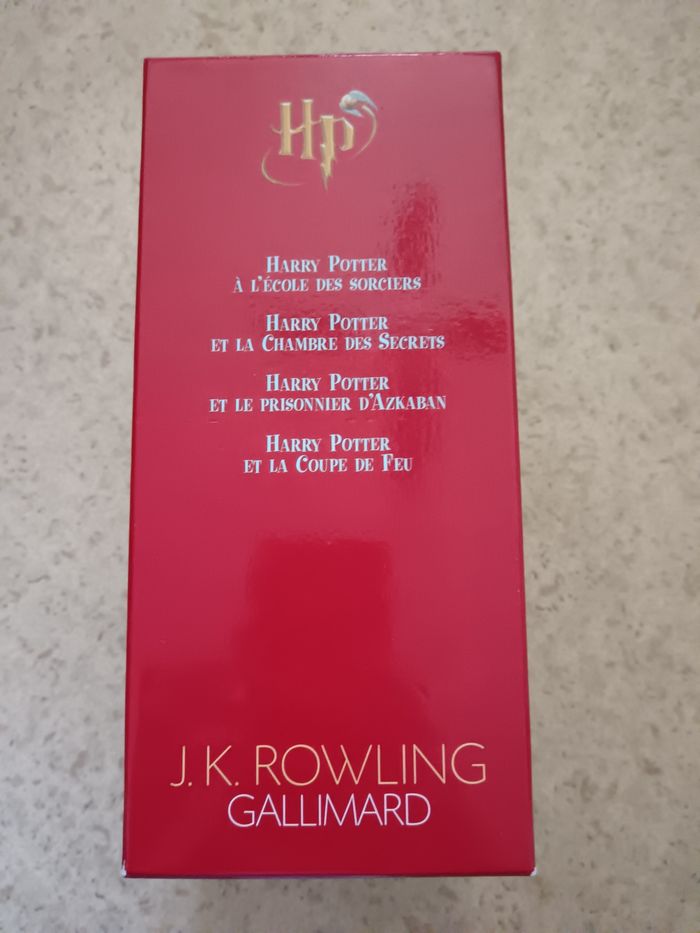 HP
HARRY POTTER
À L'ÉCOLE DES SORCIERS
HARRY POTTER
ET LA CHAMBRE DES SECRETS
HARRY POTTER
ET LE PRISONNIER D'AZKABAN
HARRY POTTER
ET LA COUPE DE FEU
J. K. ROWLING
GALLIMARD